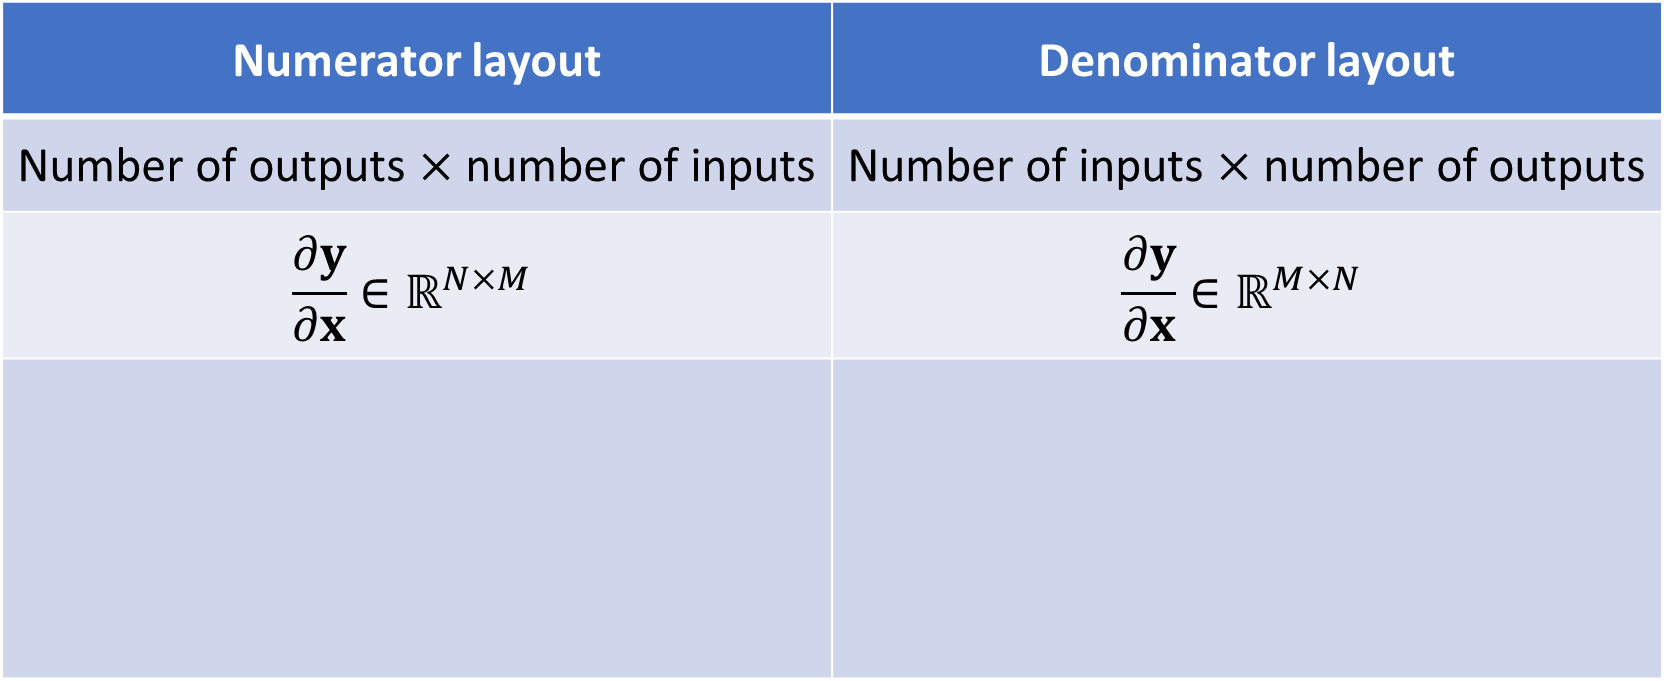 Numerator layout
Denominator layout
Number of outputs × number of inputs
Number of inputs × number of outputs
∂𝐲/∂𝐱 ∈ ℝ^{N×M}
∂𝐲/∂𝐱 ∈ ℝ^{M×N}